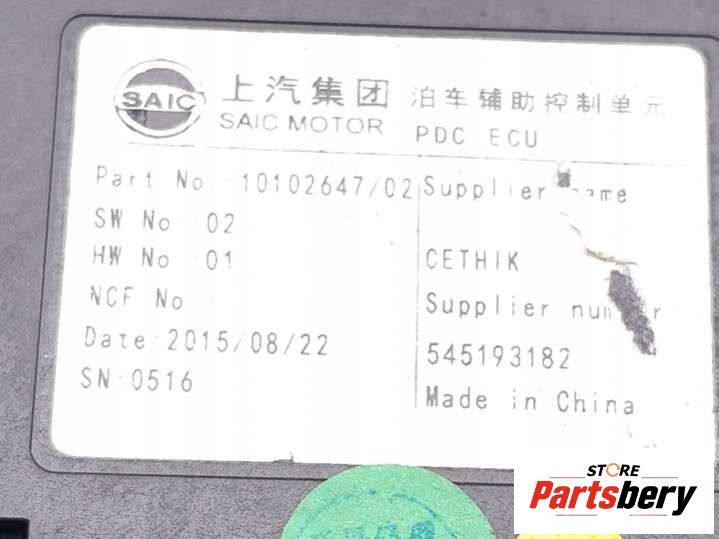 SAIC 上汽集团 泊车辅助控制单元
SAIC MOTOR PDC ECU
Part No 10102647/02
SW No 02
HW No 01
NCF No
Date:2015/08/22
SN:0516
Supplier name
CETHIK
Supplier number
545193182
Made in China
STORE
Partsbery